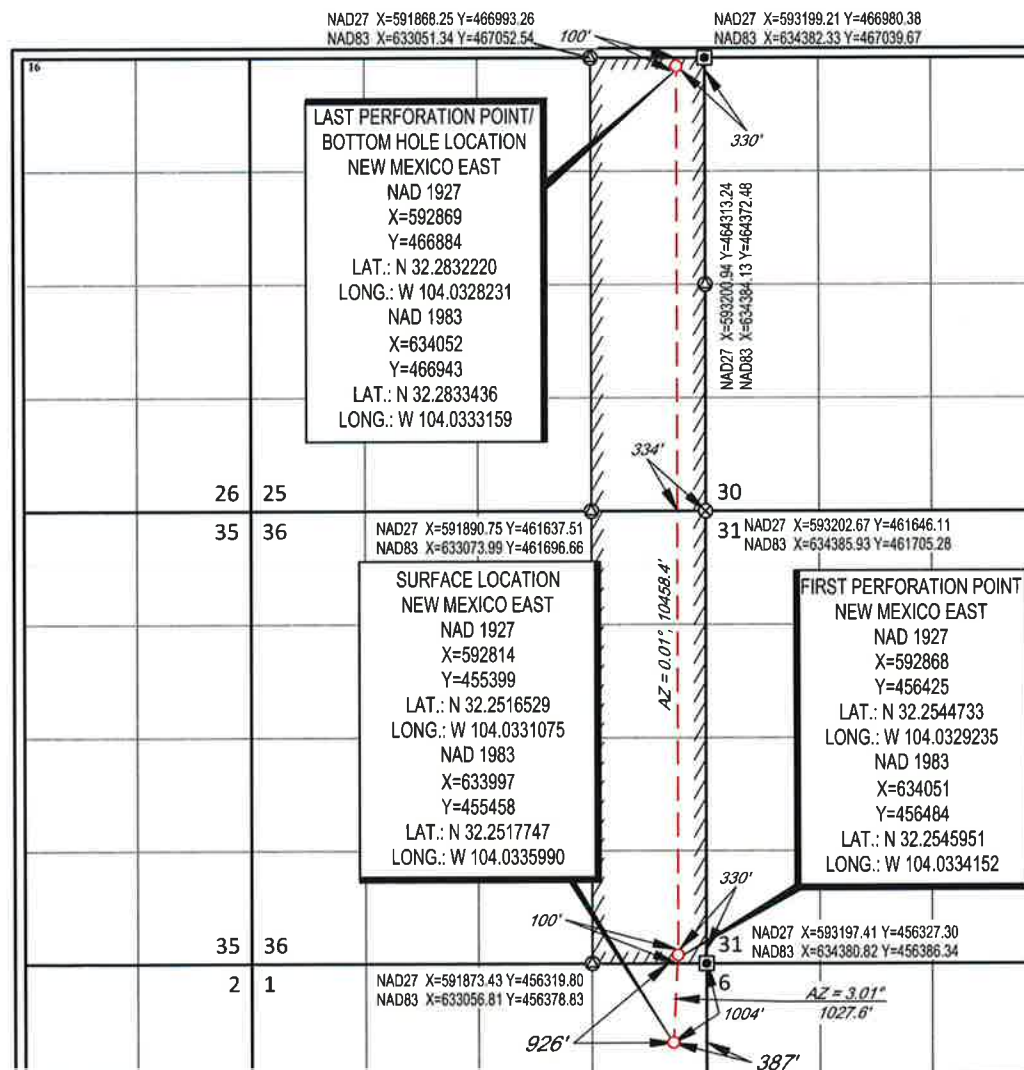 NAD27 X=591868.25 Y=466993.26
NAD83 X=633051.34 Y=467052.54
100'
NAD27 X=593199.21 Y=466980.38
NAD83 X=634382.33 Y=467039.67
16
330'
LAST PERFORATION POINT/
BOTTOM HOLE LOCATION
NEW MEXICO EAST
NAD 1927
X=592869
Y=466884
LAT.: N 32.2832220
LONG.: W 104.0328231
NAD 1983
X=634052
Y=466943
LAT.: N 32.2833436
LONG.: W 104.0333159
NAD27 X=593200.94 Y=464313.24
NAD83 X=634384.13 Y=464372.48
334'
26 25
30
35 36
31
NAD27 X=591890.75 Y=461637.51
NAD83 X=633073.99 Y=461696.66
NAD27 X=593202.67 Y=461646.11
NAD83 X=634385.93 Y=461705.28
AZ = 0.01°, 10458.4'
SURFACE LOCATION
NEW MEXICO EAST
NAD 1927
X=592814
Y=455399
LAT.: N 32.2516529
LONG.: W 104.0331075
NAD 1983
X=633997
Y=455458
LAT.: N 32.2517747
LONG.: W 104.0335990
FIRST PERFORATION POINT
NEW MEXICO EAST
NAD 1927
X=592868
Y=456425
LAT.: N 32.2544733
LONG.: W 104.0329235
NAD 1983
X=634051
Y=456484
LAT.: N 32.2545951
LONG.: W 104.0334152
330'
100'
35 36
31
2 1
6
NAD27 X=593197.41 Y=456327.30
NAD83 X=634380.82 Y=456386.34
NAD27 X=591873.43 Y=456319.80
NAD83 X=633056.81 Y=456378.83
AZ = 3.01°
1027.6'
1004'
926'
387'